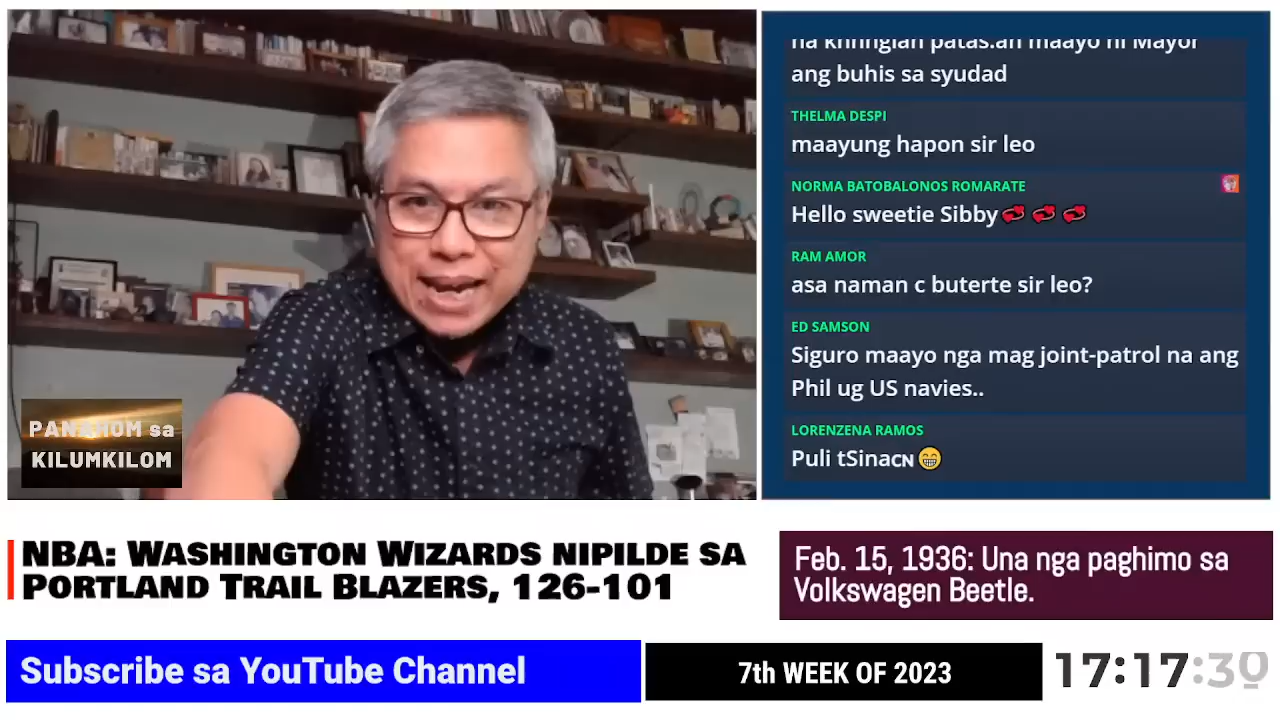 ang buhis sa syudad
THELMA DESPI
maayung hapon sir leo
NORMA BATOBALONOS ROMARATE
Hello sweetie Sibby💞💞💞
RAM AMOR
asa naman c buterte sir leo?
ED SAMSON
Siguro maayo nga mag joint-patrol na ang
Phil ug US navies..
LORENZENA RAMOS
Puli tSinaᴄɴ😁
PANAHOM sa
KILUMKILOM
NBA: WASHINGTON WIZARDS NIPILDE SA
PORTLAND TRAIL BLAZERS, 126-101
Feb. 15, 1936: Una nga paghimo sa
Volkswagen Beetle.
Subscribe sa YouTube Channel
7th WEEK OF 2023
17:17:30